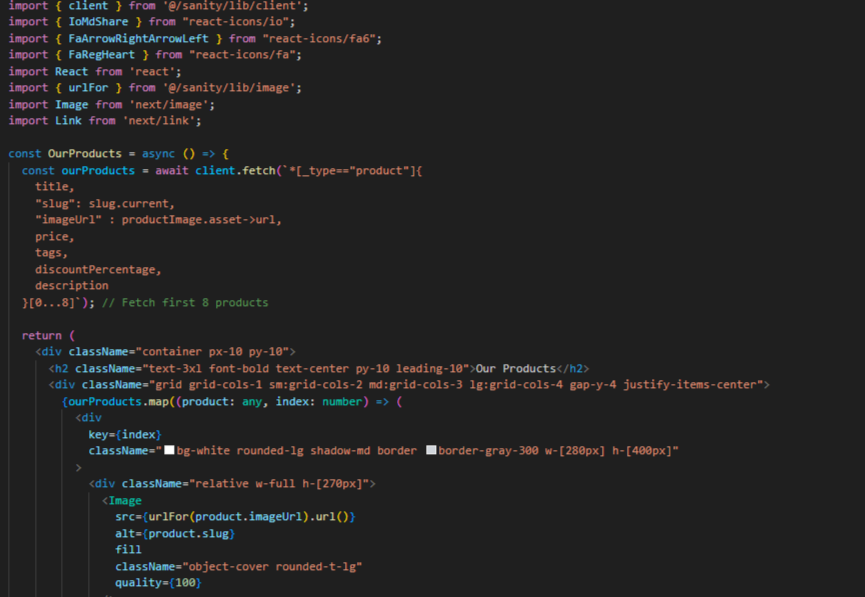 import { client } from '@/sanity/lib/client';
import { IoMdShare } from "react-icons/io";
import { FaArrowRightArrowLeft } from "react-icons/fa6";
import { FaRegHeart } from "react-icons/fa";
import React from 'react';
import { urlFor } from '@/sanity/lib/image';
import Image from 'next/image';
import Link from 'next/link';

const OurProducts = async () => {
  const ourProducts = await client.fetch(`*[_type=="product"]{
    title,
    "slug": slug.current,
    "imageUrl" : productImage.asset->url,
    price,
    tags,
    discountPercentage,
    description
  }[0...8]`); // Fetch first 8 products

  return (
    <div className="container px-10 py-10">
      <h2 className="text-3xl font-bold text-center py-10 leading-10">Our Products</h2>
      <div className="grid grid-cols-1 sm:grid-cols-2 md:grid-cols-3 lg:grid-cols-4 gap-y-4 justify-items-center">
        {ourProducts.map((product: any, index: number) => (
          <div
            key={index}
            className="bg-white rounded-lg shadow-md border border-gray-300 w-[280px] h-[400px]"
          >
            <div className="relative w-full h-[270px]">
              <Image
                src={urlFor(product.imageUrl).url()}
                alt={product.slug}
                fill
                className="object-cover rounded-t-lg"
                quality={100}